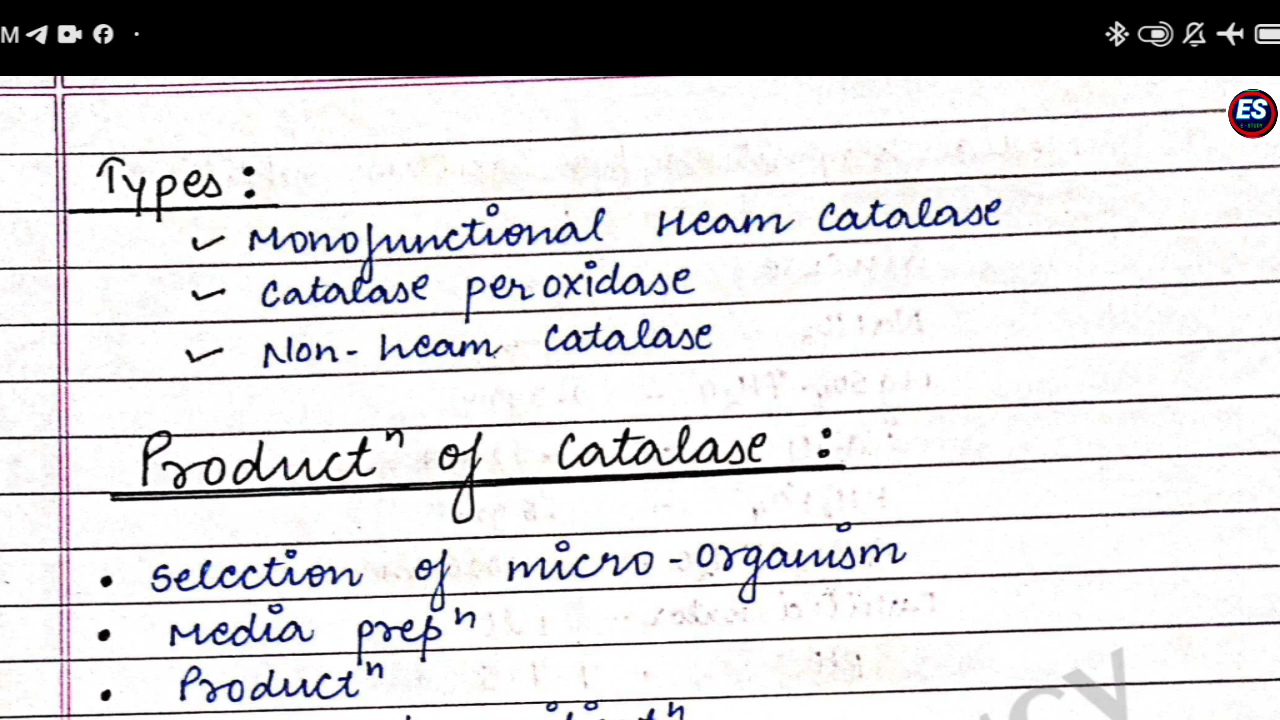 M
ES
Types :
✓ Monofunctional Heam catalase
✓ catalase peroxidase
✓ Non- heam catalase
Productⁿ of catalase :
• selection of micro-organism
• Media prepⁿ
• Productⁿ